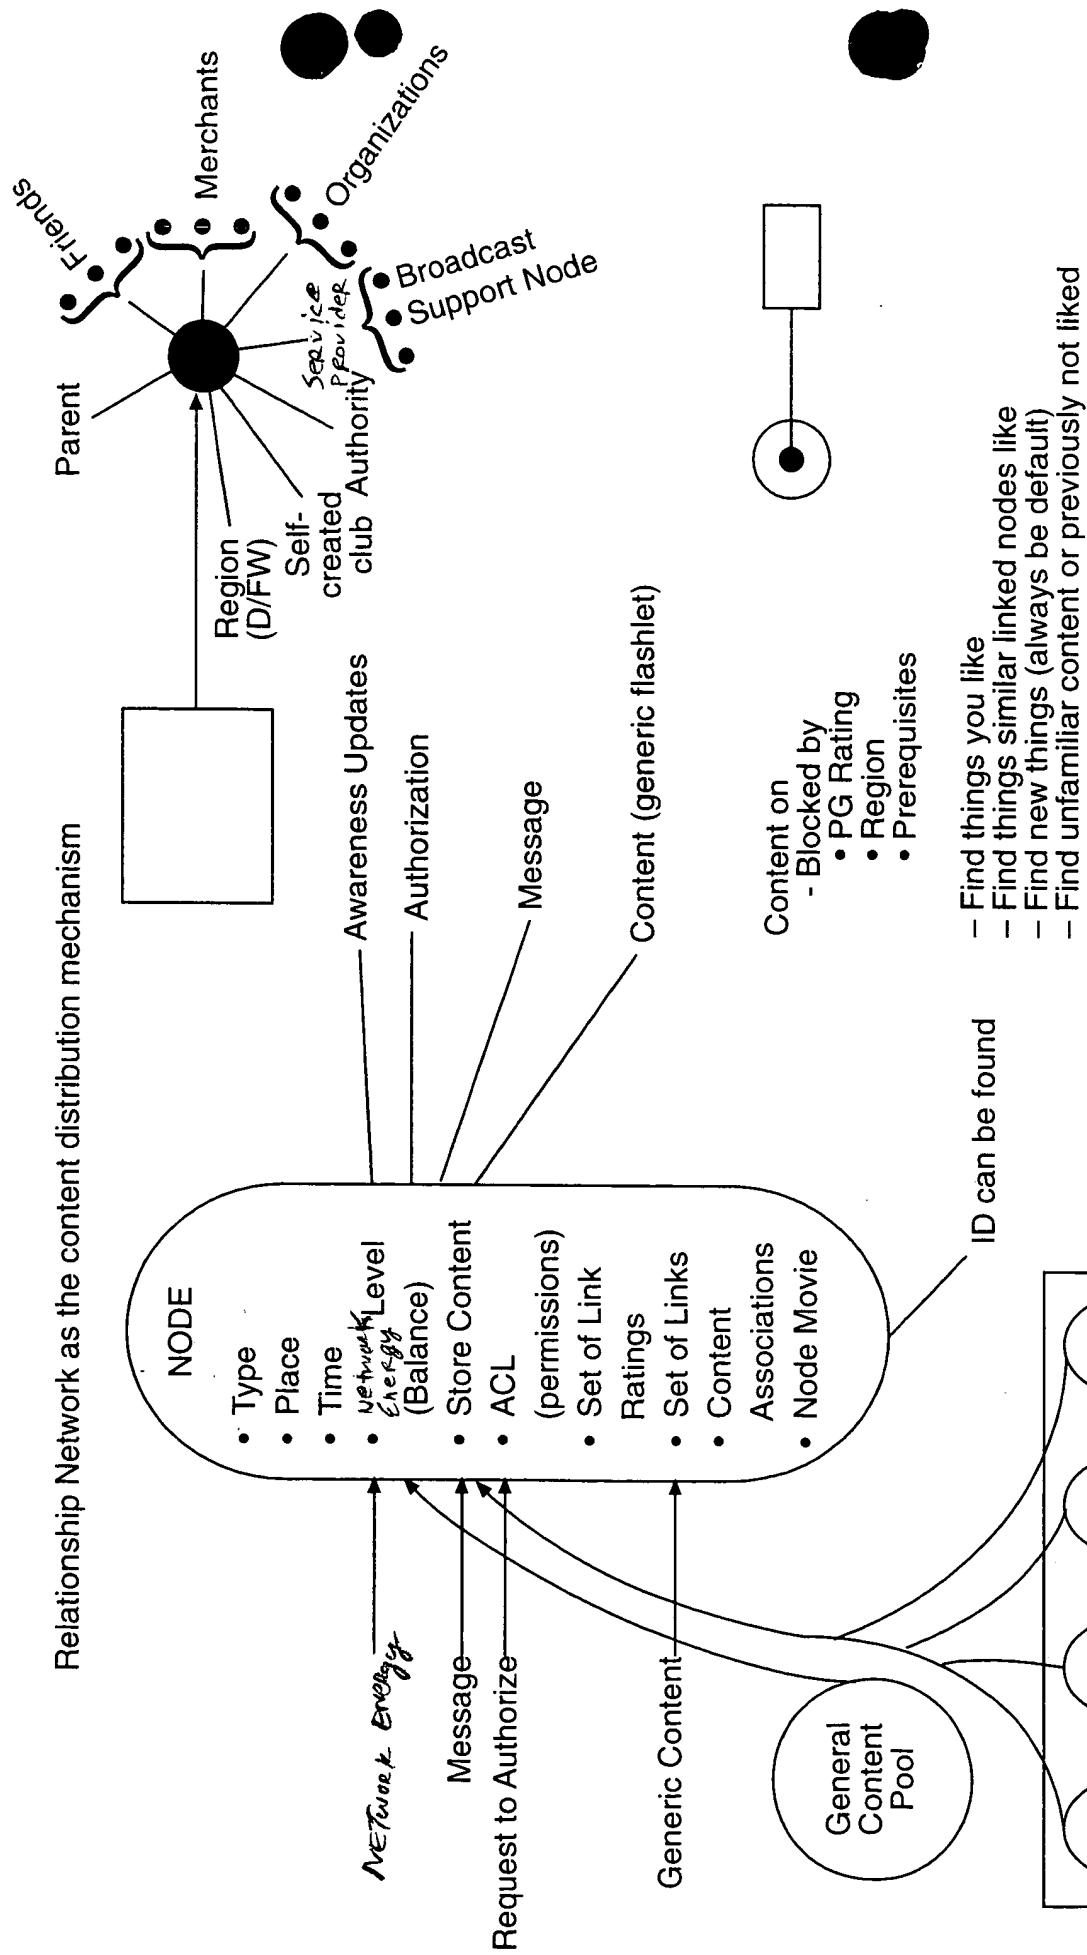 Relationship Network as the content distribution mechanism
NODE
• Type
• Place
• Time
• Network Energy Level
(Balance)
• Store Content
• ACL
(permissions)
• Set of Link
Ratings
• Set of Links
• Content
Associations
• Node Movie
NETWORK ENERGY
Message
Request to Authorize
Generic Content
General
Content
Pool
Awareness Updates
Authorization
Message
Content (generic flashlet)
ID can be found
Parent
Friends
Merchants
Organizations
Broadcast
Support Node
Service
Provider
Authority
Self-
created
club
Region
(D/FW)
Content on
- Blocked by
• PG Rating
• Region
• Prerequisites
– Find things you like
– Find things similar linked nodes like
– Find new things (always be default)
– Find unfamiliar content or previously not liked